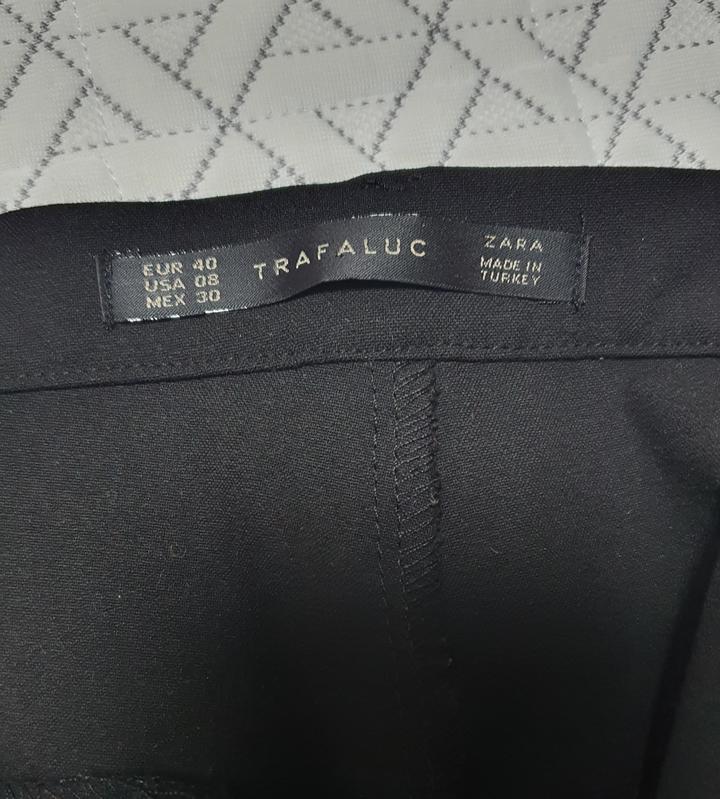 EUR 40
USA 08
MEX 30
TRAFALUC
ZARA
MADE IN
TURKEY